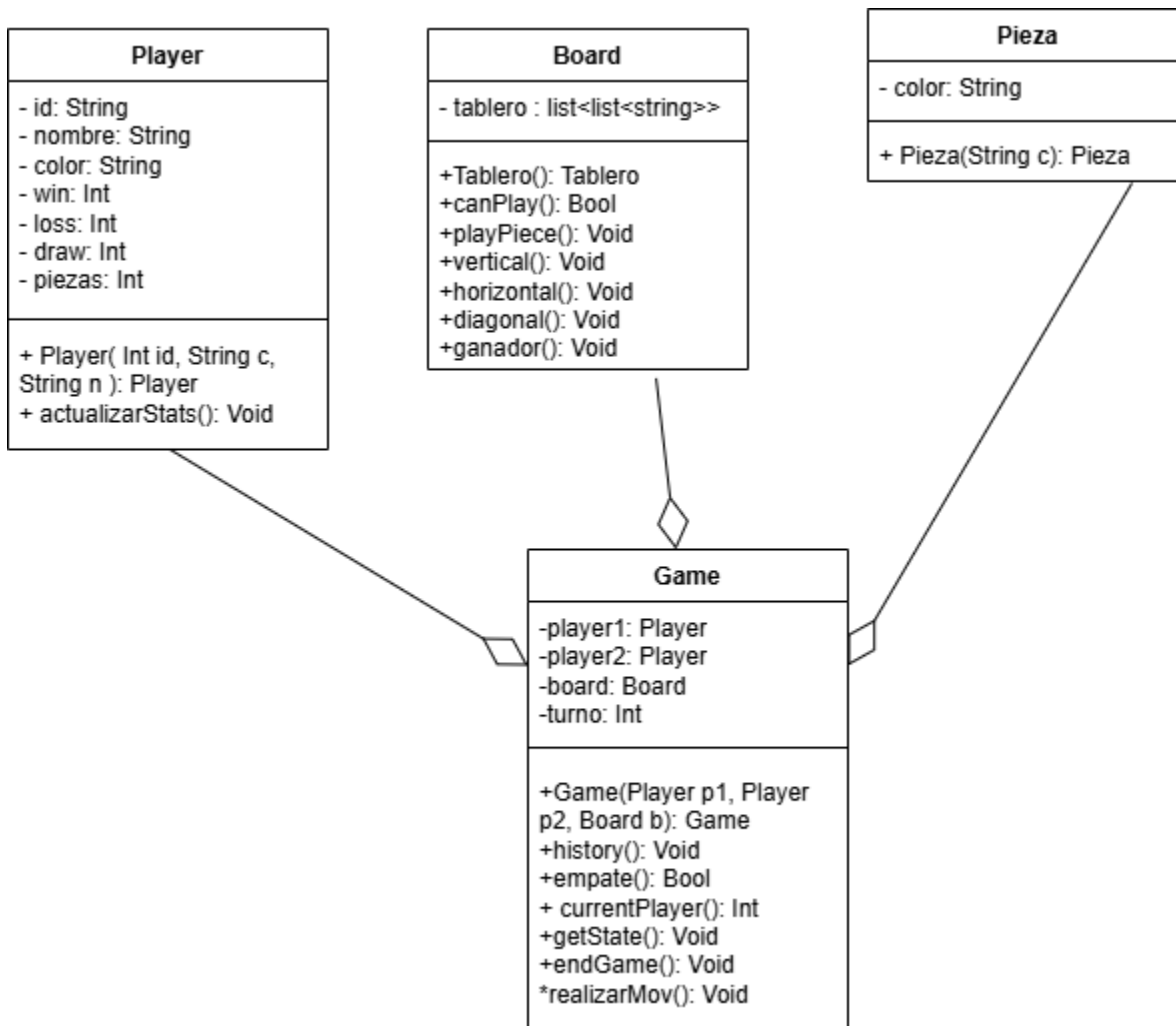 Player
- id: String
- nombre: String
- color: String
- win: Int
- loss: Int
- draw: Int
- piezas: Int
+ Player( Int id, String c,
String n ): Player
+ actualizarStats(): Void
Board
- tablero : list<list<string>>
+Tablero(): Tablero
+canPlay(): Bool
+playPiece(): Void
+vertical(): Void
+horizontal(): Void
+diagonal(): Void
+ganador(): Void
Pieza
- color: String
+ Pieza(String c): Pieza
Game
-player1: Player
-player2: Player
-board: Board
-turno: Int
+Game(Player p1, Player
p2, Board b): Game
+history(): Void
+empate(): Bool
+ currentPlayer(): Int
+getState(): Void
+endGame(): Void
*realizarMov(): Void